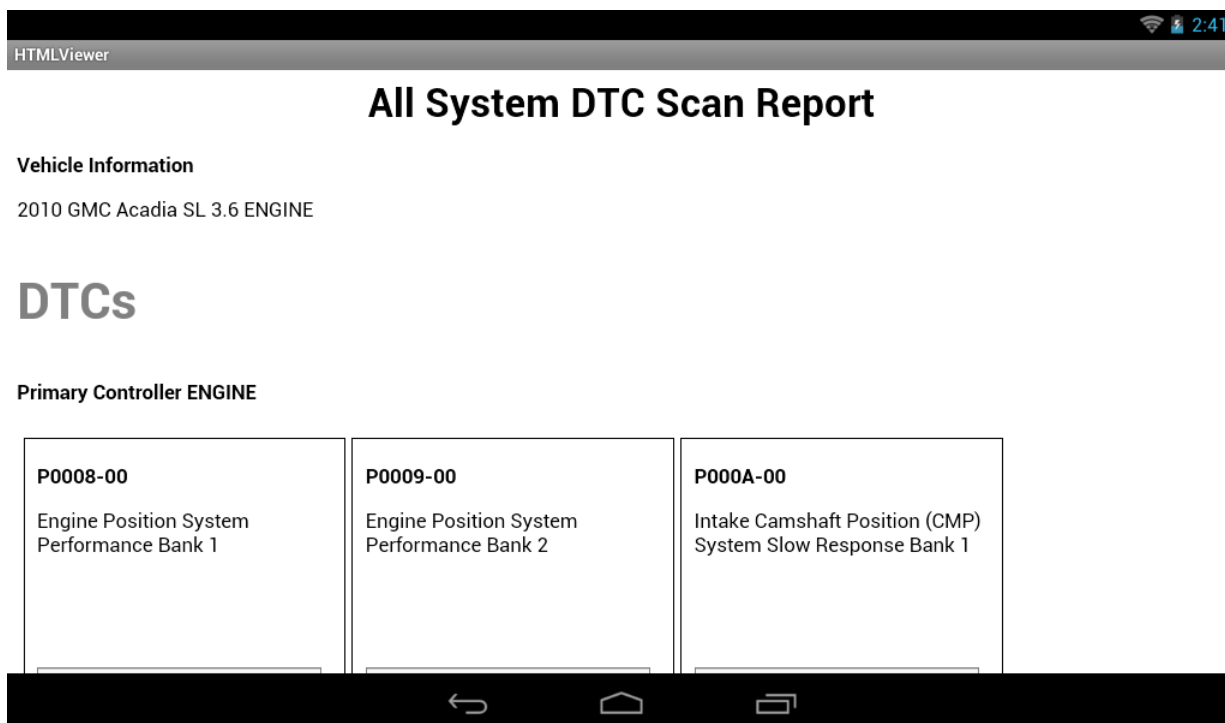 2:41
HTMLViewer
All System DTC Scan Report
Vehicle Information
2010 GMC Acadia SL 3.6 ENGINE
DTCs
Primary Controller ENGINE
P0008-00
Engine Position System
Performance Bank 1
P0009-00
Engine Position System
Performance Bank 2
P000A-00
Intake Camshaft Position (CMP)
System Slow Response Bank 1